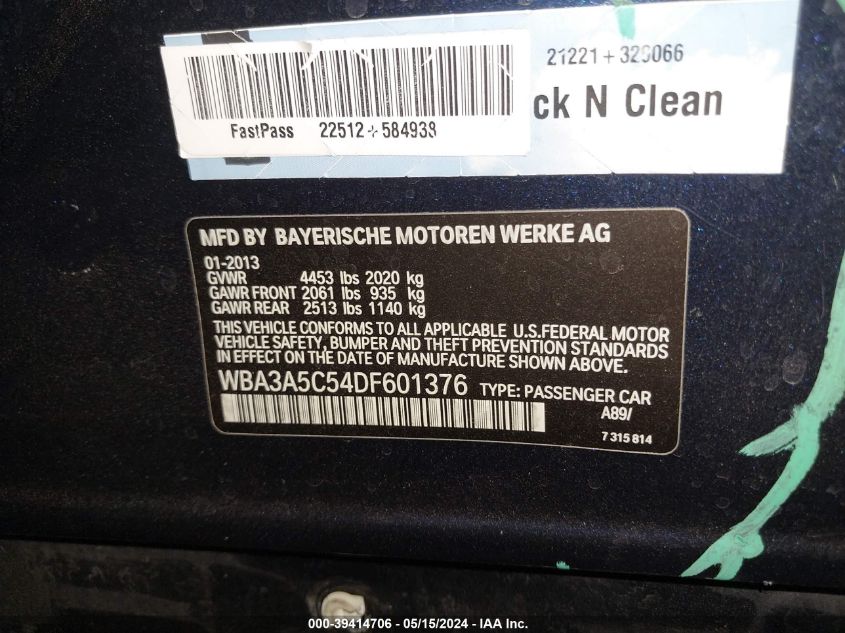 21221+329066
ck N Clean
FastPass 22512+584938
MFD BY BAYERISCHE MOTOREN WERKE AG
01-2013
GVWR 4453 lbs 2020 kg
GAWR FRONT 2061 lbs 935 kg
GAWR REAR 2513 lbs 1140 kg
THIS VEHICLE CONFORMS TO ALL APPLICABLE U.S.FEDERAL MOTOR
VEHICLE SAFETY, BUMPER AND THEFT PREVENTION STANDARDS
IN EFFECT ON THE DATE OF MANUFACTURE SHOWN ABOVE.
WBA3A5C54DF601376 TYPE: PASSENGER CAR
A89/
7 315 814
000-39414706 - 05/15/2024 - IAA Inc.